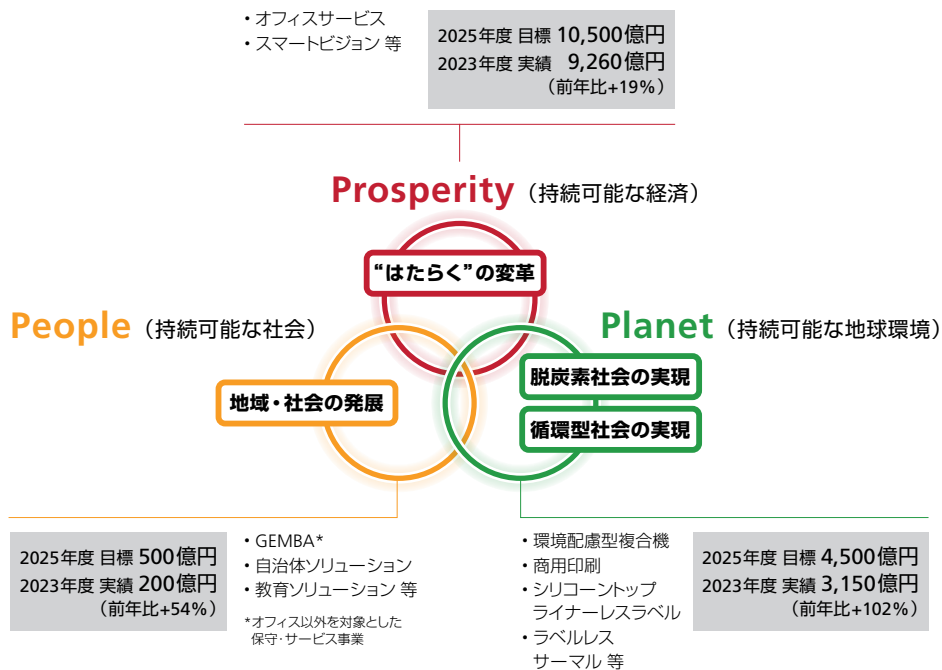 ・オフィスサービス
・スマートビジョン 等
2025年度 目標 10,500億円
2023年度 実績 9,260億円
（前年比+19%）
Prosperity（持続可能な経済）
“はたらく”の変革
People（持続可能な社会）
Planet（持続可能な地球環境）
地域・社会の発展
脱炭素社会の実現
循環型社会の実現
2025年度 目標 500億円
2023年度 実績 200億円
（前年比+54%）
・GEMBA*
・自治体ソリューション
・教育ソリューション 等
*オフィス以外を対象とした
保守・サービス事業
・環境配慮型複合機
・商用印刷
・シリコーントップ
ライナーレスラベル
・ラベルレス
サーマル 等
2025年度 目標 4,500億円
2023年度 実績 3,150億円
（前年比+102%）